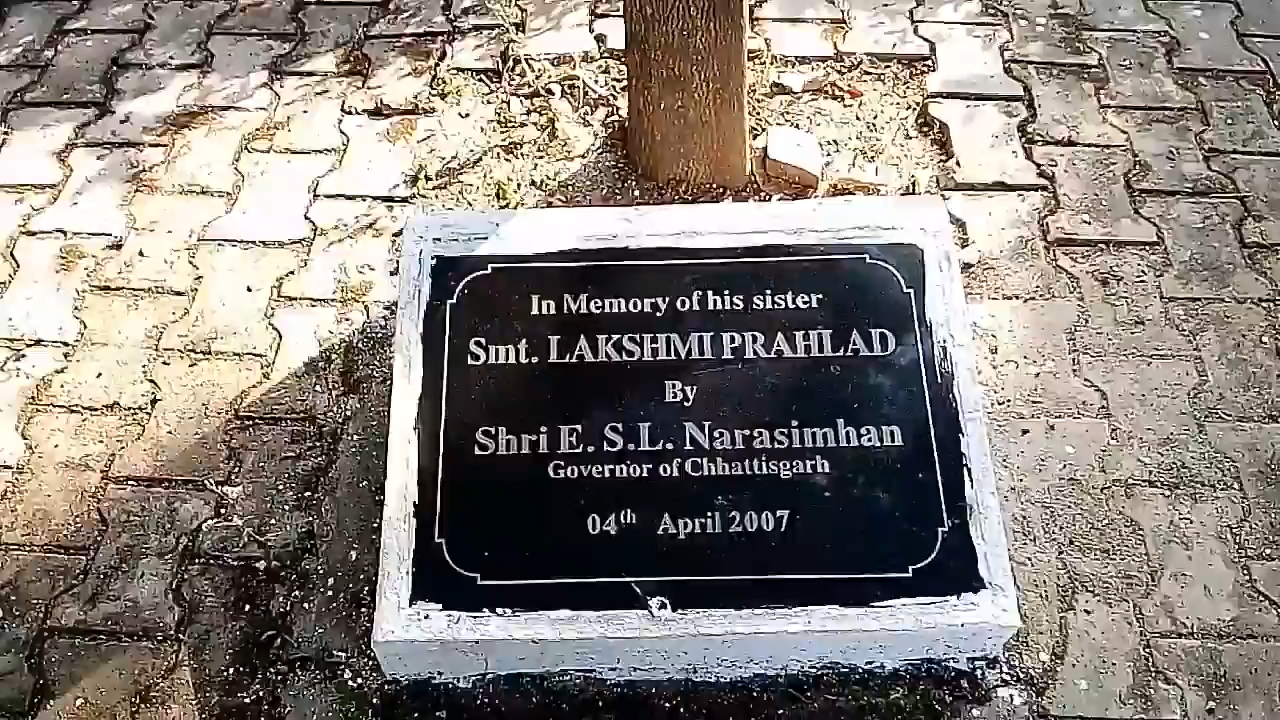 In Memory of his sister
Smt. LAKSHMI PRAHLAD
By
Shri E. S.L. Narasimhan
Governor of Chhattisgarh
04th April 2007